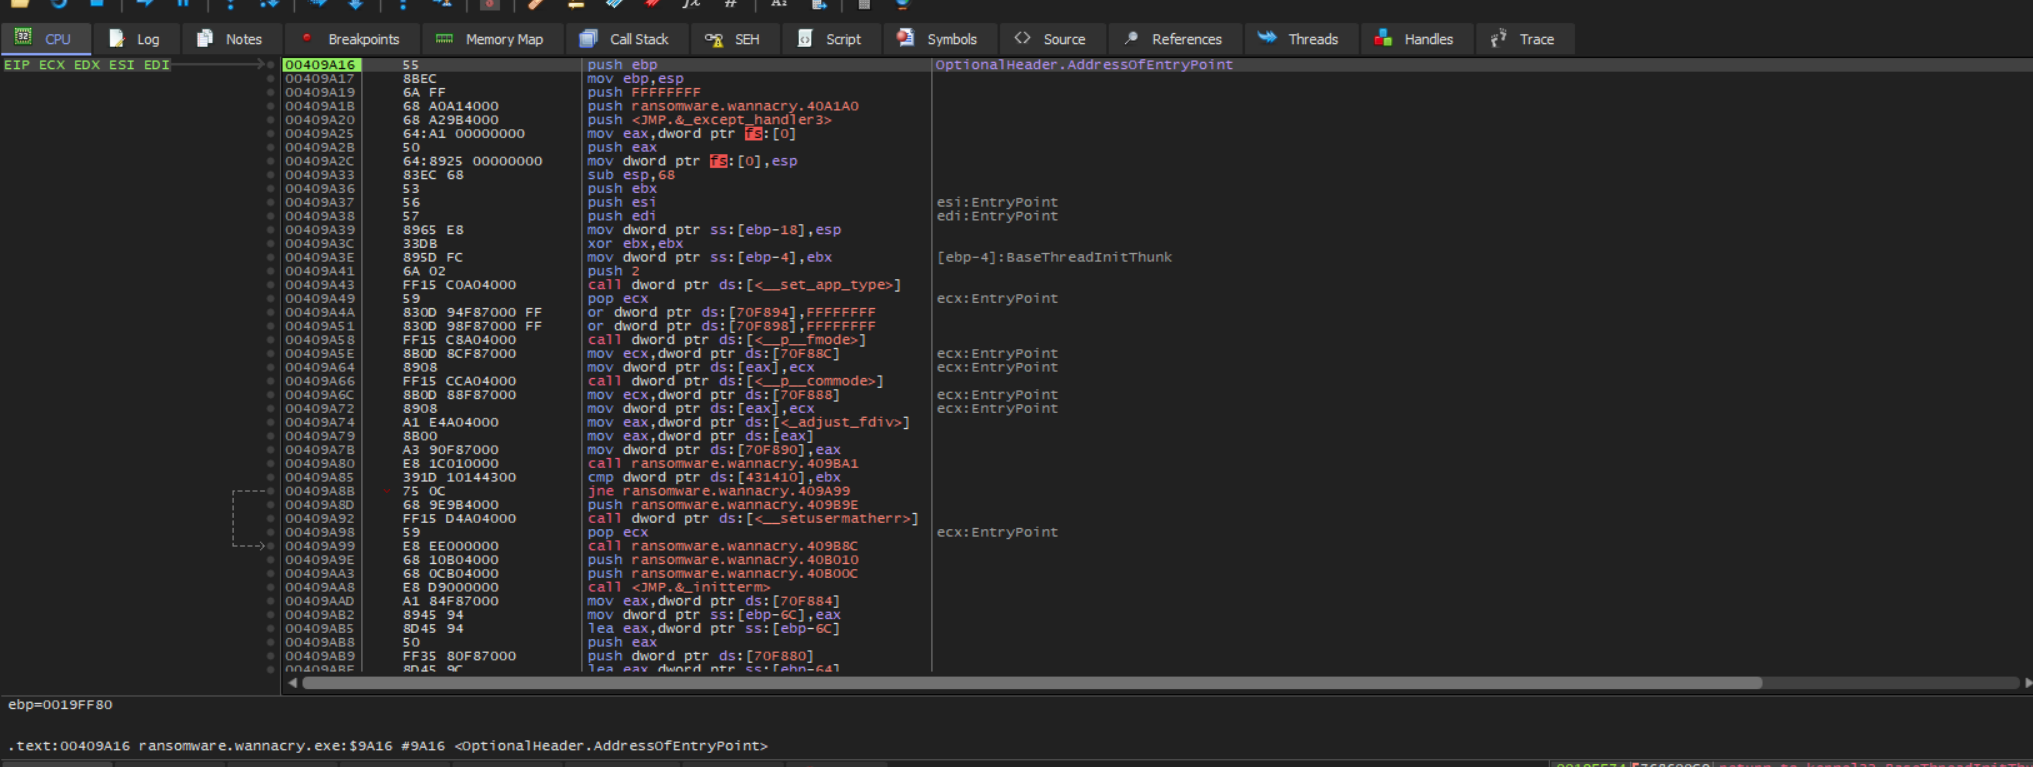 CPU Log Notes Breakpoints Memory Map Call Stack SEH Script Symbols Source References Threads Handles Trace
EIP ECX EDX ESI EDI 00409A16 55 push ebp OptionalHeader.AddressOfEntryPoint
00409A17 8BEC mov ebp,esp
00409A19 6A FF push FFFFFFFF
00409A1B 68 A0A14000 push ransomware.wannacry.40A1A0
00409A20 68 A29B4000 push <JMP.&_except_handler3>
00409A25 64:A1 00000000 mov eax,dword ptr fs:[0]
00409A2B 50 push eax
00409A2C 64:8925 00000000 mov dword ptr fs:[0],esp
00409A33 83EC 68 sub esp,68
00409A36 53 push ebx
00409A37 56 push esi esi:EntryPoint
00409A38 57 push edi edi:EntryPoint
00409A39 8965 E8 mov dword ptr ss:[ebp-18],esp
00409A3C 33DB xor ebx,ebx
00409A3E 895D FC mov dword ptr ss:[ebp-4],ebx [ebp-4]:BaseThreadInitThunk
00409A41 6A 02 push 2
00409A43 FF15 C0A04000 call dword ptr ds:[<__set_app_type>]
00409A49 59 pop ecx ecx:EntryPoint
00409A4A 830D 94F87000 FF or dword ptr ds:[70F894],FFFFFFFF
00409A51 830D 98F87000 FF or dword ptr ds:[70F898],FFFFFFFF
00409A58 FF15 C8A04000 call dword ptr ds:[<__p__fmode>]
00409A5E 8B0D 8CF87000 mov ecx,dword ptr ds:[70F88C] ecx:EntryPoint
00409A64 8908 mov dword ptr ds:[eax],ecx ecx:EntryPoint
00409A66 FF15 CCA04000 call dword ptr ds:[<__p__commode>]
00409A6C 8B0D 88F87000 mov ecx,dword ptr ds:[70F888] ecx:EntryPoint
00409A72 8908 mov dword ptr ds:[eax],ecx ecx:EntryPoint
00409A74 A1 E4A04000 mov eax,dword ptr ds:[<_adjust_fdiv>]
00409A79 8B00 mov eax,dword ptr ds:[eax]
00409A7B A3 90F87000 mov dword ptr ds:[70F890],eax
00409A80 E8 1C010000 call ransomware.wannacry.409BA1
00409A85 391D 10144300 cmp dword ptr ds:[431410],ebx
00409A8B 75 0C jne ransomware.wannacry.409A99
00409A8D 68 9E9B4000 push ransomware.wannacry.409B9E
00409A92 FF15 D4A04000 call dword ptr ds:[<__setusermatherr>]
00409A98 59 pop ecx ecx:EntryPoint
00409A99 E8 EE000000 call ransomware.wannacry.409B8C
00409A9E 68 10B04000 push ransomware.wannacry.40B010
00409AA3 68 0CB04000 push ransomware.wannacry.40B00C
00409AA8 E8 D9000000 call <JMP.&_initterm>
00409AAD A1 84F87000 mov eax,dword ptr ds:[70F884]
00409AB2 8945 94 mov dword ptr ss:[ebp-6C],eax
00409AB5 8D45 94 lea eax,dword ptr ss:[ebp-6C]
00409AB8 50 push eax
00409AB9 FF35 80F87000 push dword ptr ds:[70F880]
00409ABF 8D45 9C lea eax,dword ptr ss:[ebp-64]
ebp=0019FF80
.text:00409A16 ransomware.wannacry.exe:$9A16 #9A16 <OptionalHeader.AddressOfEntryPoint>